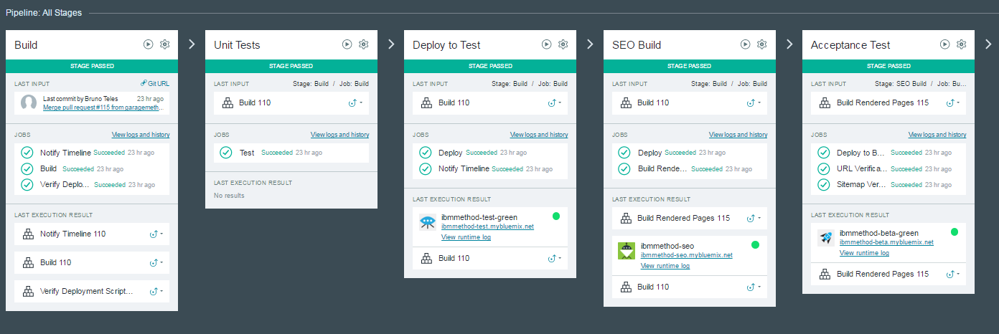 Pipeline: All Stages
Build
STAGE PASSED
LAST INPUT Git URL
Last commit by Bruno Teles 23 hr ago
Merge pull request #115 from garagemeth...
JOBS View logs and history
Notify Timeline Succeeded 23 hr ago
Build Succeeded 23 hr ago
Verify Deplo... Succeeded 23 hr ago
LAST EXECUTION RESULT
Notify Timeline 110
Build 110
Verify Deployment Script...
Unit Tests
STAGE PASSED
LAST INPUT Stage: Build / Job: Build
Build 110
JOBS View logs and history
Test Succeeded 23 hr ago
LAST EXECUTION RESULT
No results
Deploy to Test
STAGE PASSED
LAST INPUT Stage: Build / Job: Build
Build 110
JOBS View logs and history
Deploy Succeeded 23 hr ago
Notify Timeline Succeeded 23 hr ago
LAST EXECUTION RESULT
ibmmethod-test-green
ibmmethod-test.mybluemix.net
View runtime log
Build 110
SEO Build
STAGE PASSED
LAST INPUT Stage: Build / Job: Build
Build 110
JOBS View logs and history
Deploy Succeeded 23 hr ago
Build Rende... Succeeded 23 hr ago
LAST EXECUTION RESULT
Build Rendered Pages 115
ibmmethod-seo
ibmmethod-seo.mybluemix.net
View runtime log
Build 110
Acceptance Test
STAGE PASSED
LAST INPUT Stage: SEO Build / Job: Bu...
Build Rendered Pages 115
JOBS View logs and history
Deploy to B... Succeeded 23 hr ago
URL Verifica... Succeeded 23 hr ago
Sitemap Ver... Succeeded 23 hr ago
LAST EXECUTION RESULT
ibmmethod-beta-green
ibmmethod-beta.mybluemix.net
View runtime log
Build Rendered Pages 115